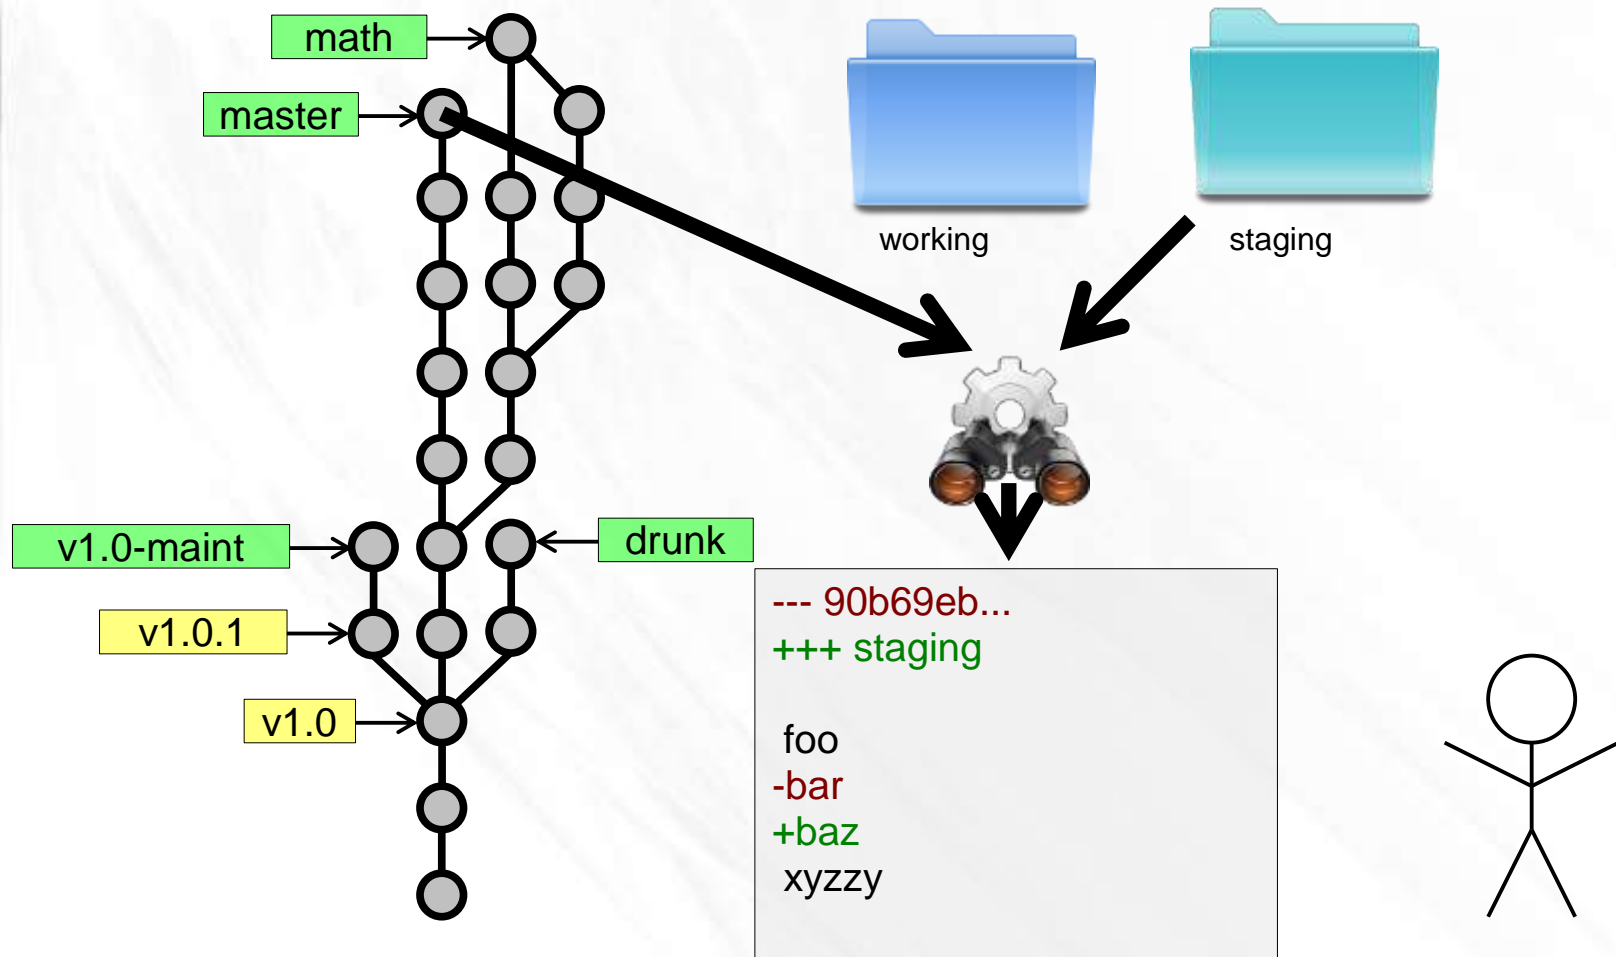 math
master
working
staging
v1.0-maint
drunk
v1.0.1
v1.0
--- 90b69eb...
+++ staging
foo
-bar
+baz
xyzzy